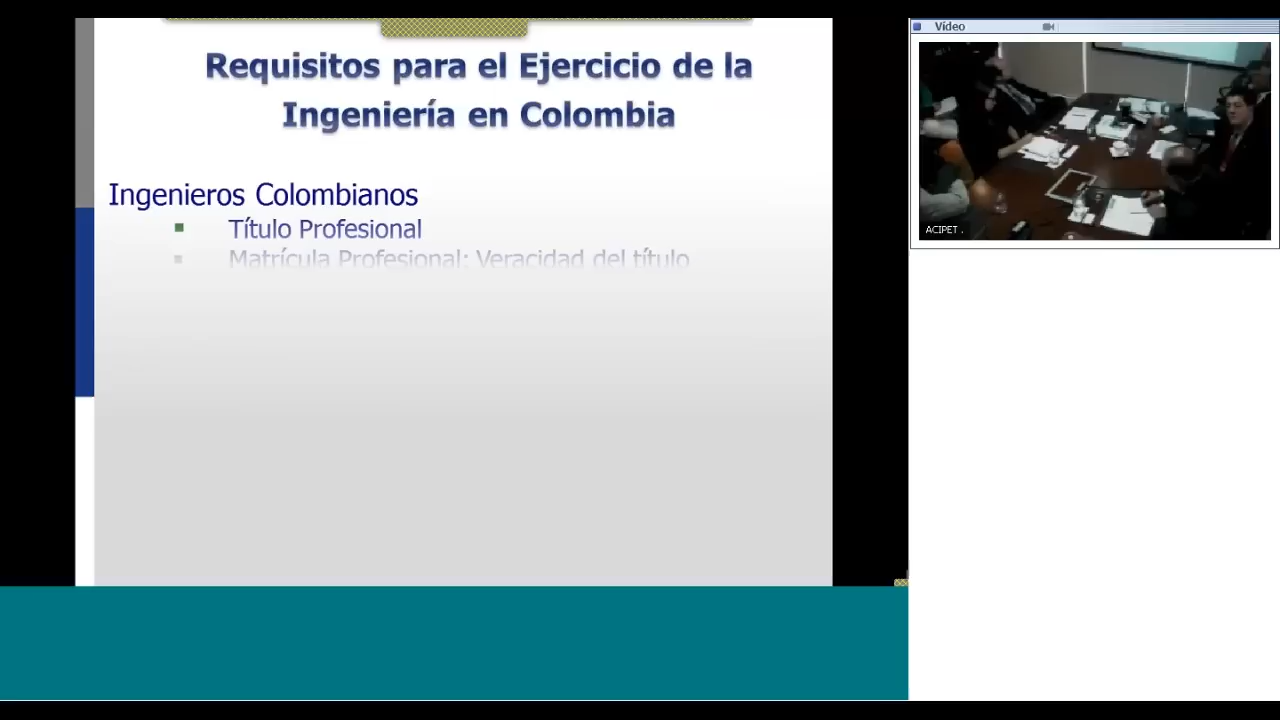 Requisitos para el Ejercicio de la
Ingeniería en Colombia
Ingenieros Colombianos
Título Profesional
Matrícula Profesional: Veracidad del título
Vídeo
ACIPET .